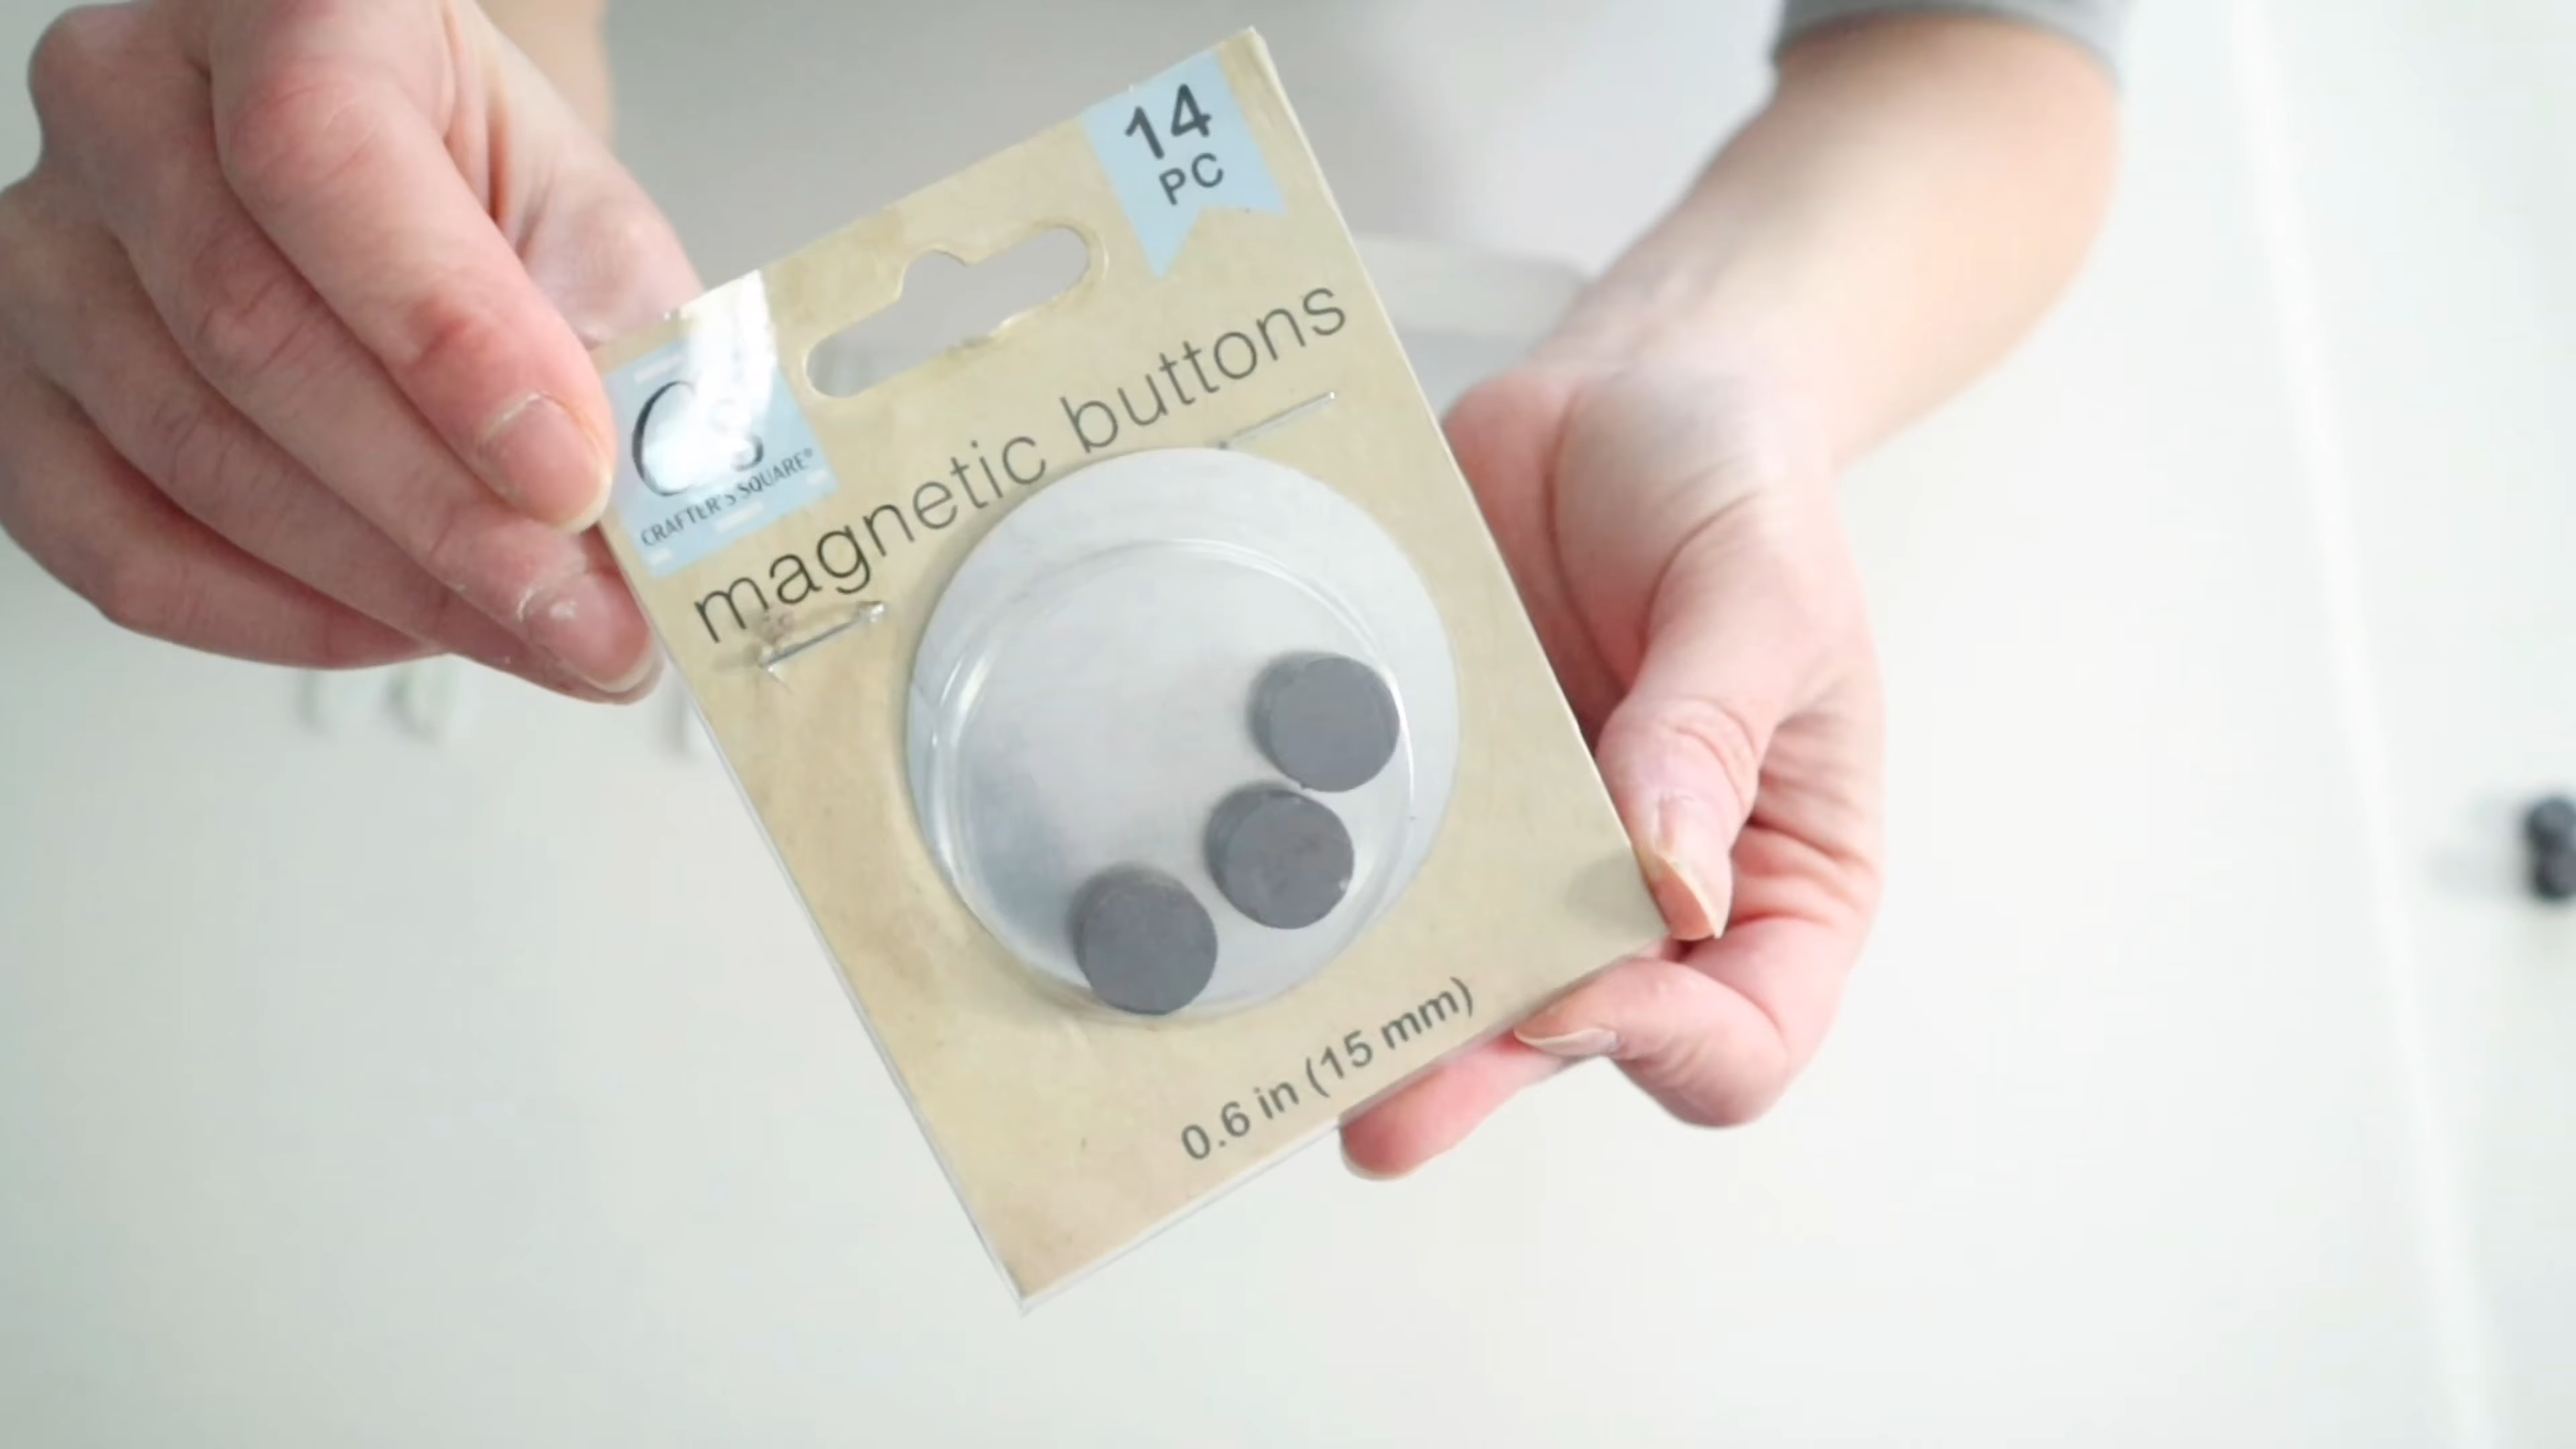 14
PC
CS
CRAFTER'S SQUARE®
magnetic buttons
0.6 in (15 mm)